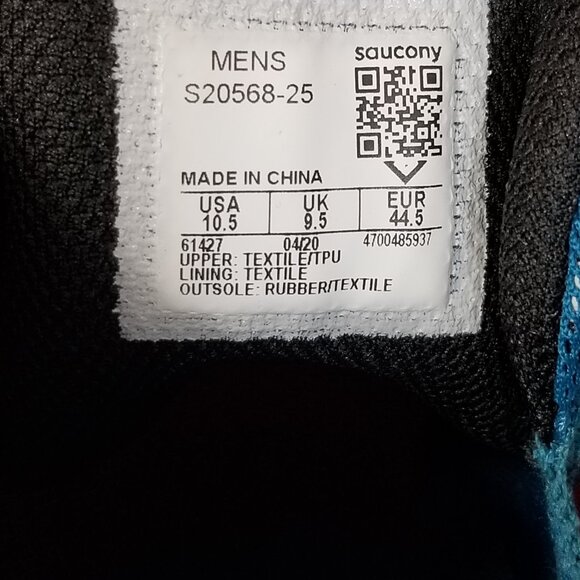 MENS saucony
S20568-25
MADE IN CHINA
USA UK EUR
10.5 9.5 44.5
61427 04/20 4700485937
UPPER: TEXTILE/TPU
LINING: TEXTILE
OUTSOLE: RUBBER/TEXTILE